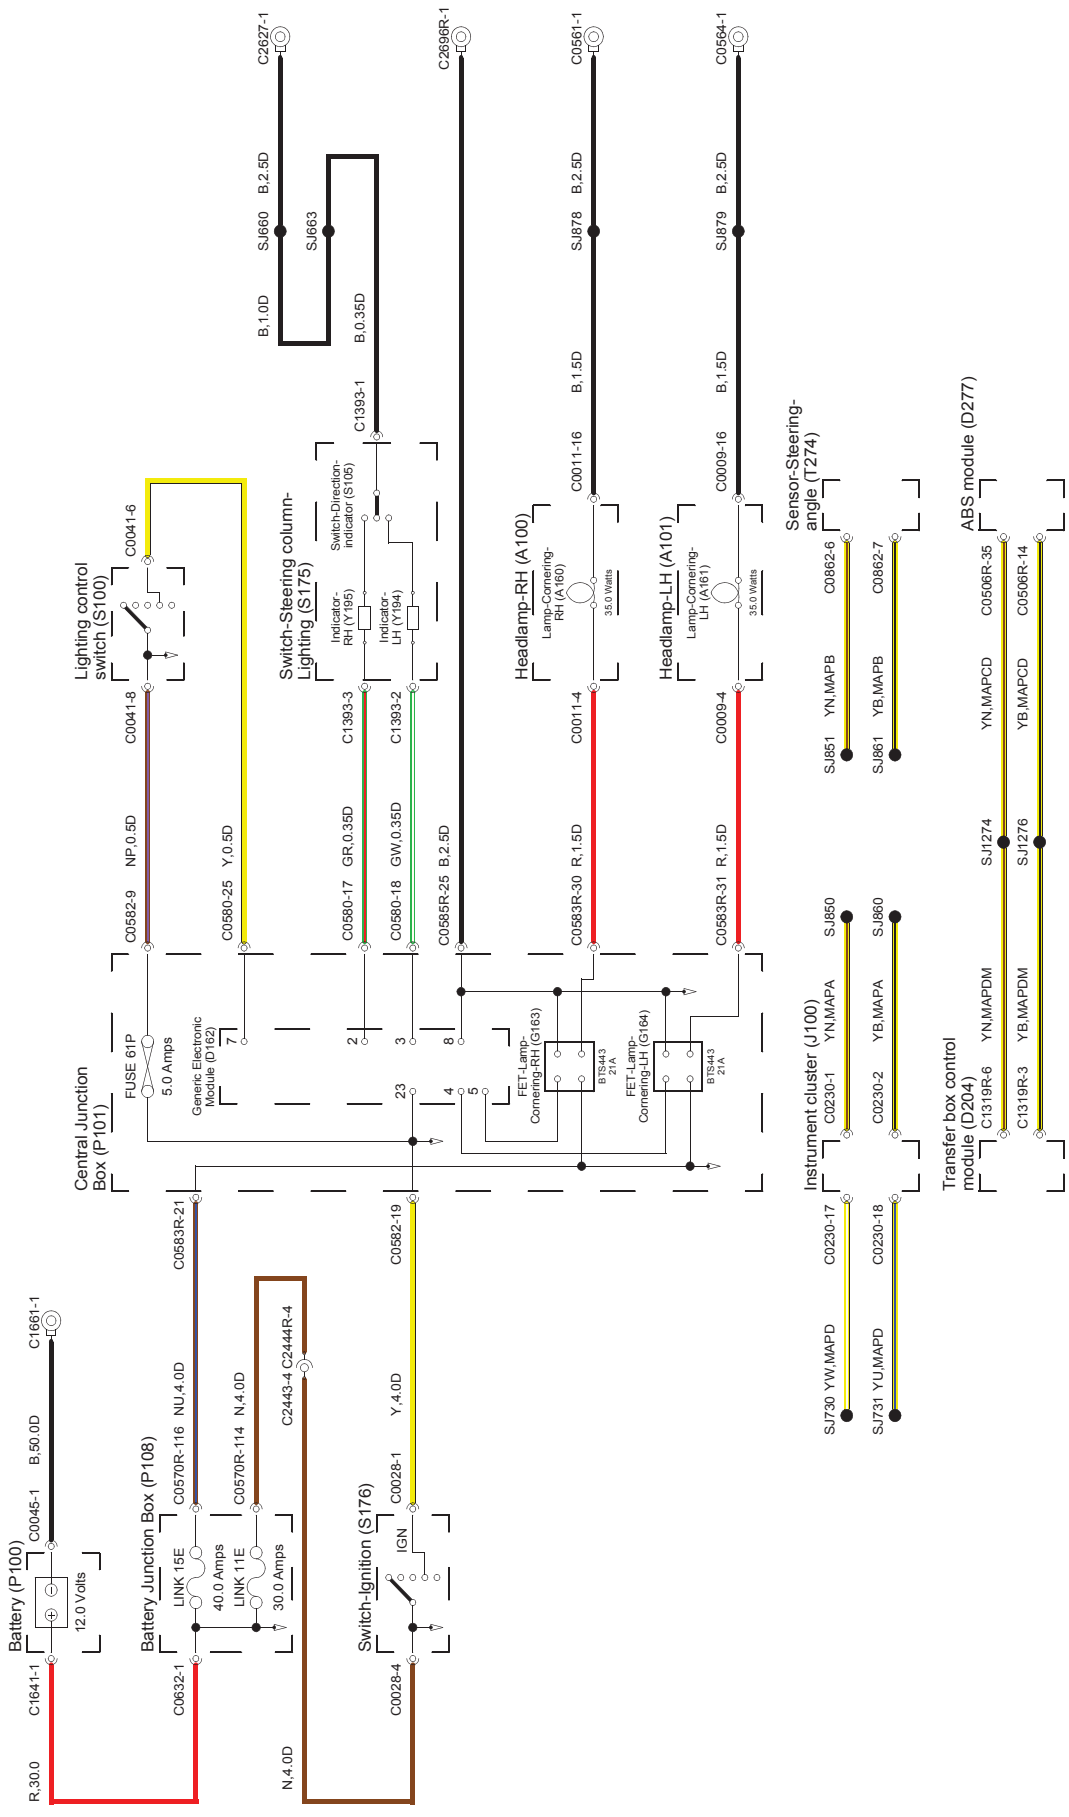 Battery (P100)
C1641-1
R,30.0
12.0 Volts
C0045-1
B,50.0D
C1661-1
Battery Junction Box (P108)
C0632-1
LINK 15E
40.0 Amps
C0570R-116
NU,4.0D
C0583R-21
LINK 11E
30.0 Amps
C0570R-114
N,4.0D
C2443-4
C2444R-4
N,4.0D
Switch-Ignition (S176)
C0028-4
IGN
C0028-1
Y,4.0D
C0582-19
Central Junction
Box (P101)
FUSE 61P
5.0 Amps
Generic Electronic
Module (D162)
7
2
3
8
23
4
5
FET-Lamp-
Cornering-RH (G163)
BTS443
21A
FET-Lamp-
Cornering-LH (G164)
BTS443
21A
C0582-9
NP,0.5D
C0041-8
Lighting control
switch (S100)
C0041-6
C0580-25
Y,0.5D
C0580-17
GR,0.35D
C1393-3
C0580-18
GW,0.35D
C1393-2
Switch-Steering column-
Lighting (S175)
Indicator-
RH (Y195)
Indicator-
LH (Y194)
Switch-Direction-
indicator (S105)
C1393-1
B,0.35D
SJ663
B,1.0D
SJ660
B,2.5D
C2627-1
C0585R-25
B,2.5D
C2696R-1
C0583R-30
R,1.5D
C0011-4
Headlamp-RH (A100)
Lamp-Cornering-
RH (A160)
35.0 Watts
C0011-16
B,1.5D
SJ878
B,2.5D
C0561-1
C0583R-31
R,1.5D
C0009-4
Headlamp-LH (A101)
Lamp-Cornering-
LH (A161)
35.0 Watts
C0009-16
B,1.5D
SJ879
B,2.5D
C0564-1
Instrument cluster (J100)
SJ730
YW,MAPD
C0230-17
SJ731
YU,MAPD
C0230-18
C0230-1
YN,MAPA
SJ850
C0230-2
YB,MAPA
SJ860
Sensor-Steering-
angle (T274)
SJ851
YN,MAPB
C0862-6
SJ861
YB,MAPB
C0862-7
Transfer box control
module (D204)
C1319R-6
YN,MAPDM
SJ1274
YN,MAPCD
C0506R-35
C1319R-3
YB,MAPDM
SJ1276
YB,MAPCD
C0506R-14
ABS module (D277)